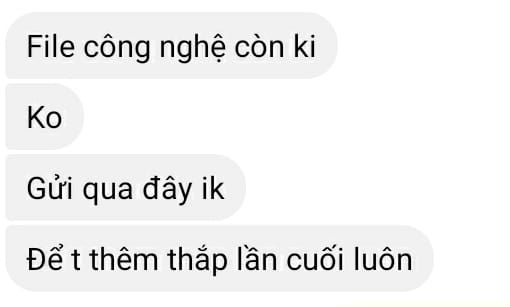 File công nghệ còn ki
Ko
Gửi qua đây ik
Để t thêm thắp lần cuối luôn